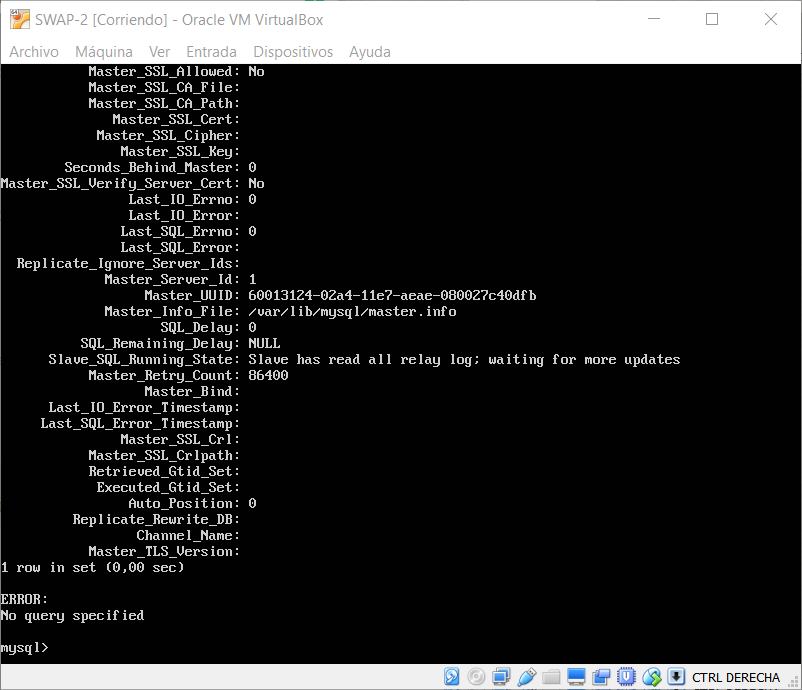 SWAP-2 [Corriendo] - Oracle VM VirtualBox
Archivo Máquina Ver Entrada Dispositivos Ayuda
Master_SSL_Allowed: No
Master_SSL_CA_File:
Master_SSL_CA_Path:
Master_SSL_Cert:
Master_SSL_Cipher:
Master_SSL_Key:
Seconds_Behind_Master: 0
Master_SSL_Verify_Server_Cert: No
Last_IO_Errno: 0
Last_IO_Error:
Last_SQL_Errno: 0
Last_SQL_Error:
Replicate_Ignore_Server_Ids:
Master_Server_Id: 1
Master_UUID: 60013124-02a4-11e7-aeae-080027c40dfb
Master_Info_File: /var/lib/mysql/master.info
SQL_Delay: 0
SQL_Remaining_Delay: NULL
Slave_SQL_Running_State: Slave has read all relay log; waiting for more updates
Master_Retry_Count: 86400
Master_Bind:
Last_IO_Error_Timestamp:
Last_SQL_Error_Timestamp:
Master_SSL_Crl:
Master_SSL_Crlpath:
Retrieved_Gtid_Set:
Executed_Gtid_Set:
Auto_Position: 0
Replicate_Rewrite_DB:
Channel_Name:
Master_TLS_Version:
1 row in set (0,00 sec)
ERROR:
No query specified
mysql>
CTRL DERECHA